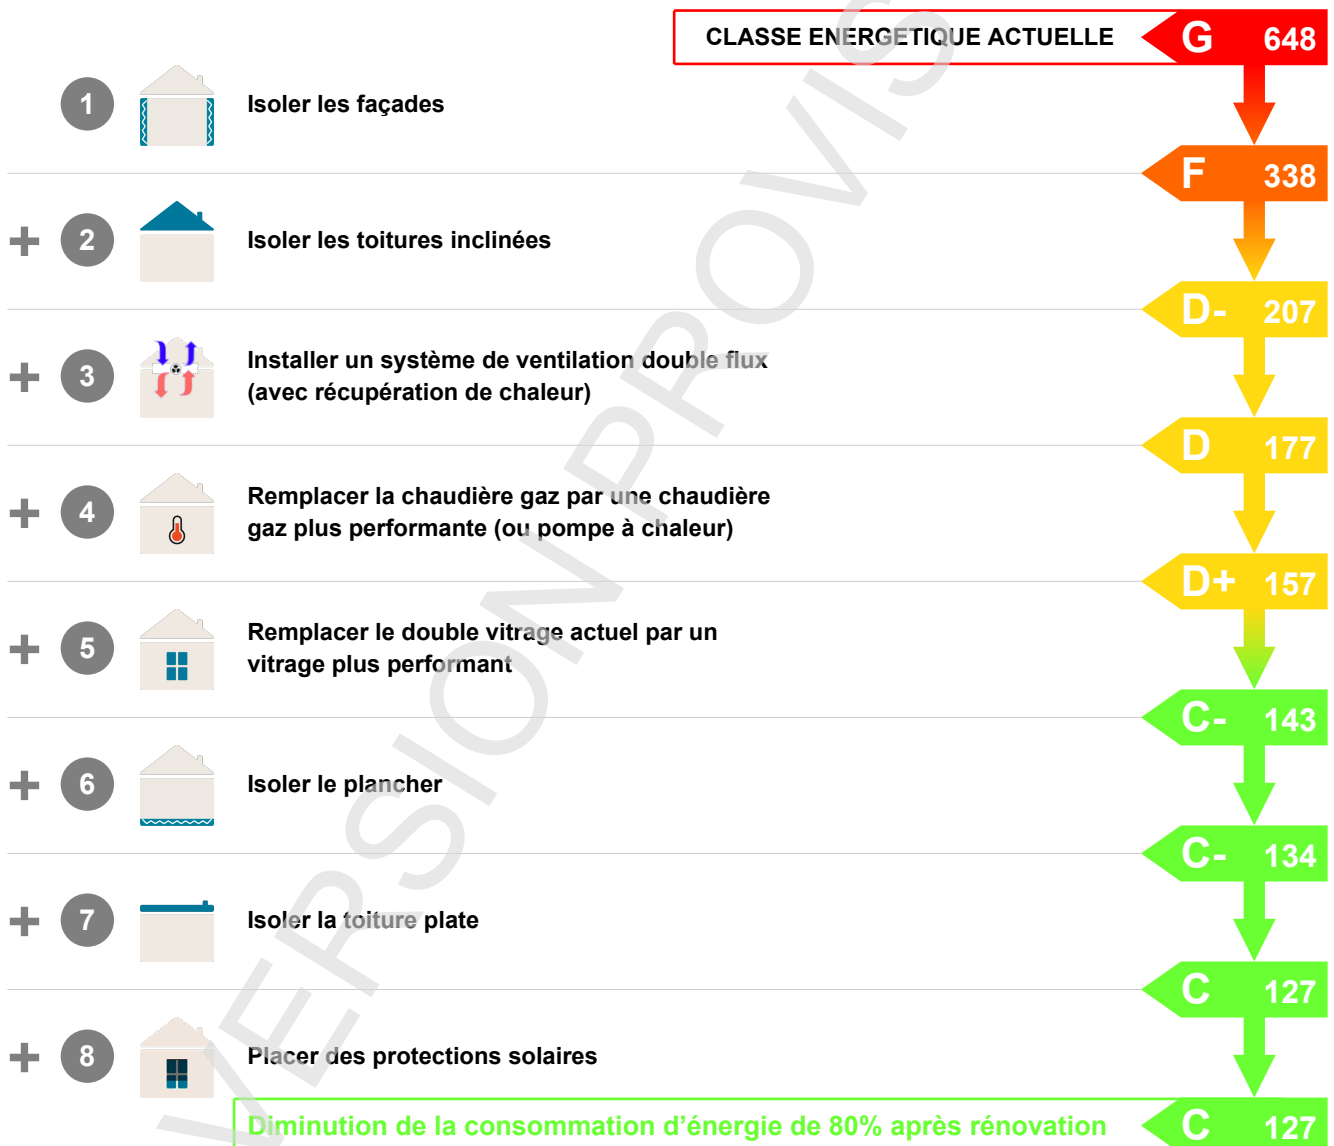 CLASSE ENERGETIQUE ACTUELLE G 648
1 Isoler les façades
F 338
+ 2 Isoler les toitures inclinées
D- 207
+ 3 Installer un système de ventilation double flux
(avec récupération de chaleur)
D 177
+ 4 Remplacer la chaudière gaz par une chaudière
gaz plus performante (ou pompe à chaleur)
D+ 157
+ 5 Remplacer le double vitrage actuel par un
vitrage plus performant
C- 143
+ 6 Isoler le plancher
C- 134
+ 7 Isoler la toiture plate
C 127
+ 8 Placer des protections solaires
Diminution de la consommation d’énergie de 80% après rénovation C 127
VERSION PROVIS